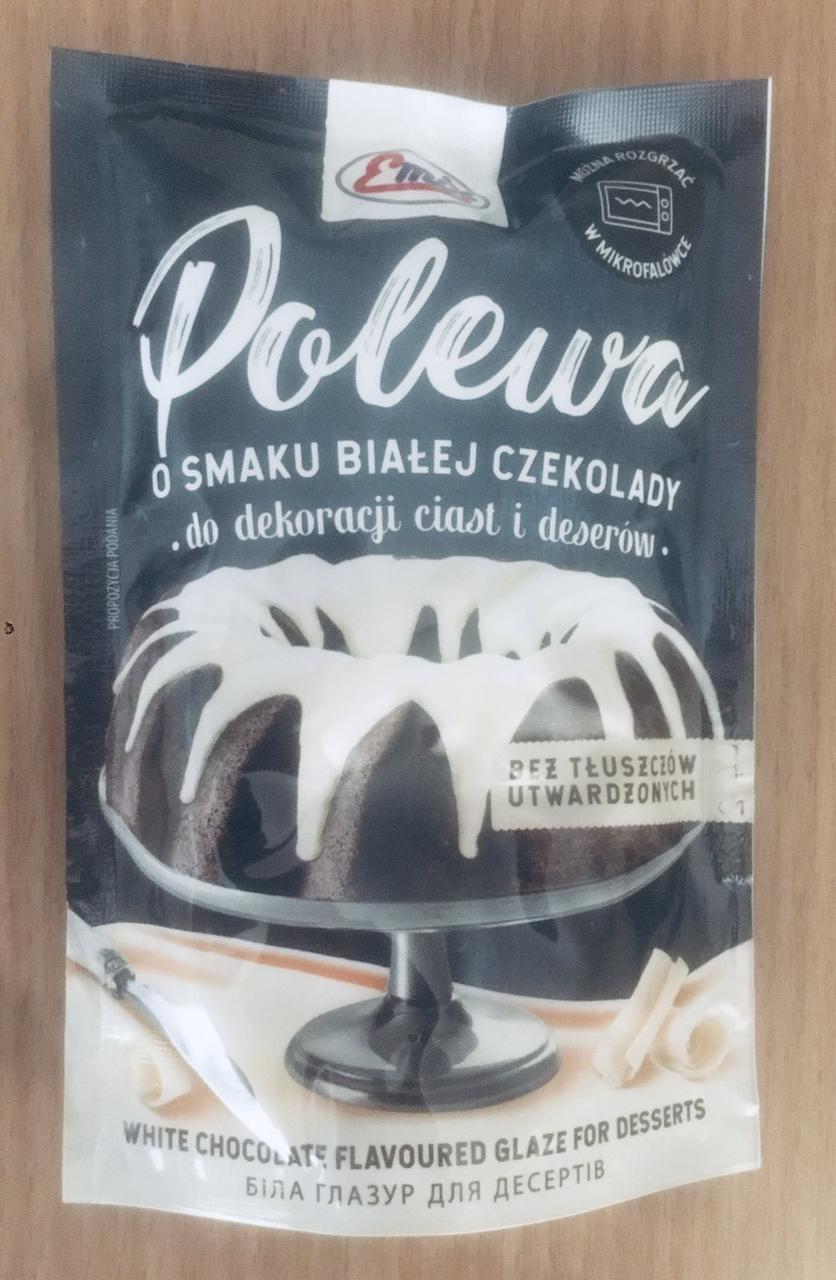 MOŻNA ROZGRZAĆ
W MIKROFALÓWCE
Polewa
O SMAKU BIAŁEJ CZEKOLADY
.do dekoracji ciast i deserów.
PROPOZYCJA PODANIA
BEZ TŁUSZCZÓW
UTWARDZONYCH
WHITE CHOCOLATE FLAVOURED GLAZE FOR DESSERTS
БІЛА ГЛАЗУР ДЛЯ ДЕСЕРТІВ